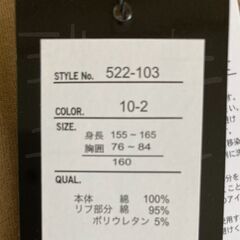 STYLE No. 522-103
COLOR. 10-2
SIZE.
身長 155 ~ 165
胸囲 76 ~ 84
160
QUAL.
本体 綿 100%
リブ部分 綿 95%
ポリウレタン 5%